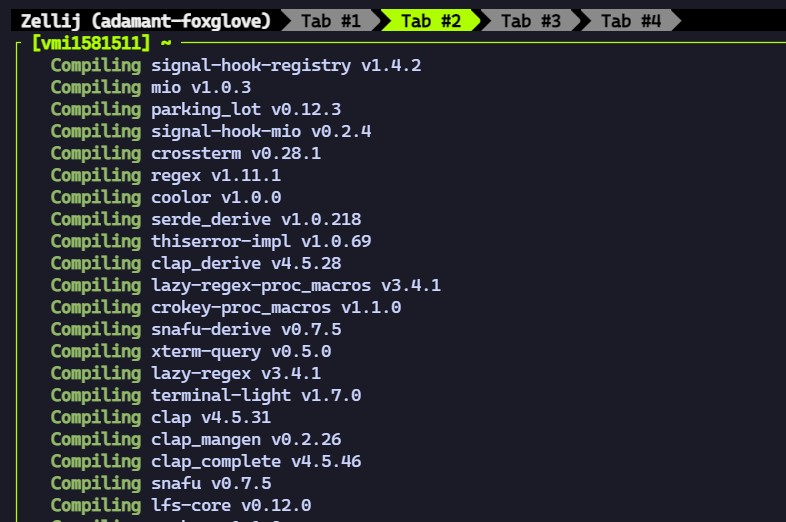 Zellij (adamant-foxglove) Tab #1 Tab #2 Tab #3 Tab #4
[vmi1581511] ~
Compiling signal-hook-registry v1.4.2
Compiling mio v1.0.3
Compiling parking_lot v0.12.3
Compiling signal-hook-mio v0.2.4
Compiling crossterm v0.28.1
Compiling regex v1.11.1
Compiling coolor v1.0.0
Compiling serde_derive v1.0.218
Compiling thiserror-impl v1.0.69
Compiling clap_derive v4.5.28
Compiling lazy-regex-proc_macros v3.4.1
Compiling crokey-proc_macros v1.1.0
Compiling snafu-derive v0.7.5
Compiling xterm-query v0.5.0
Compiling lazy-regex v3.4.1
Compiling terminal-light v1.7.0
Compiling clap v4.5.31
Compiling clap_mangen v0.2.26
Compiling clap_complete v4.5.46
Compiling snafu v0.7.5
Compiling lfs-core v0.12.0